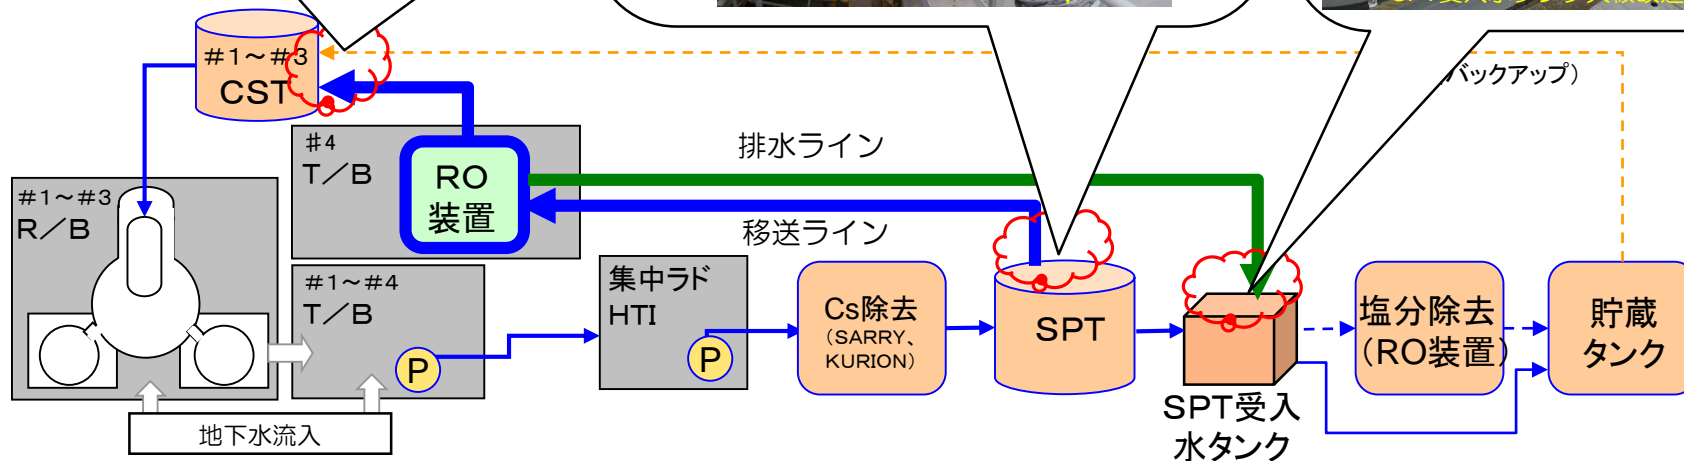 #1～#3
CST
バックアップ）
♯4
T／B
RO
装置
排水ライン
移送ライン
#1～#3
R／B
#1～#4
T／B
P
集中ラド
HTI
P
Cs除去
（SARRY、
KURION）
SPT
SPT受入
水タンク
塩分除去
（RO装置）
貯蔵
タンク
地下水流入